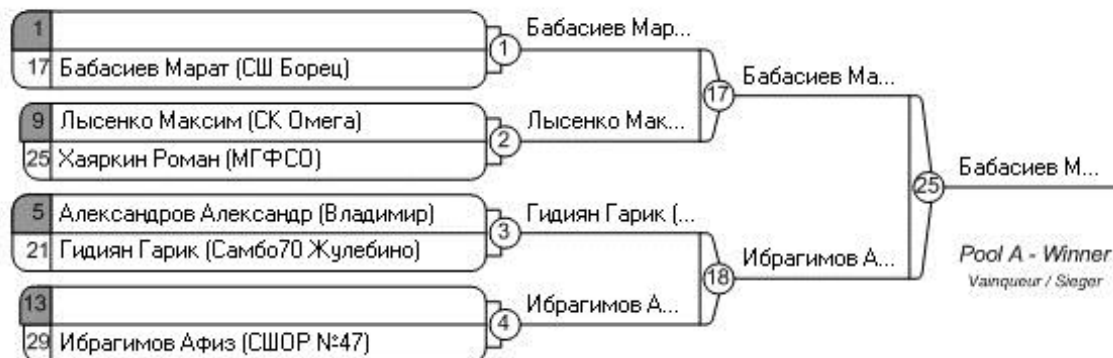 1
17 Бабасиев Марат (СШ Борец)
1
Бабасиев Мар...
9 Лысенко Максим (СК Омега)
25 Хаяркин Роман (МГФСО)
2
Лысенко Мак...
17
Бабасиев Ма...
5 Александров Александр (Владимир)
21 Гидиян Гарик (Самбо70 Жулебино)
3
Гидиян Гарик (...
13
29 Ибрагимов Афиз (СШОР №47)
4
Ибрагимов А...
18
Ибрагимов А...
25
Бабасиев М...
Pool A - Winner
Vainqueur / Sieger